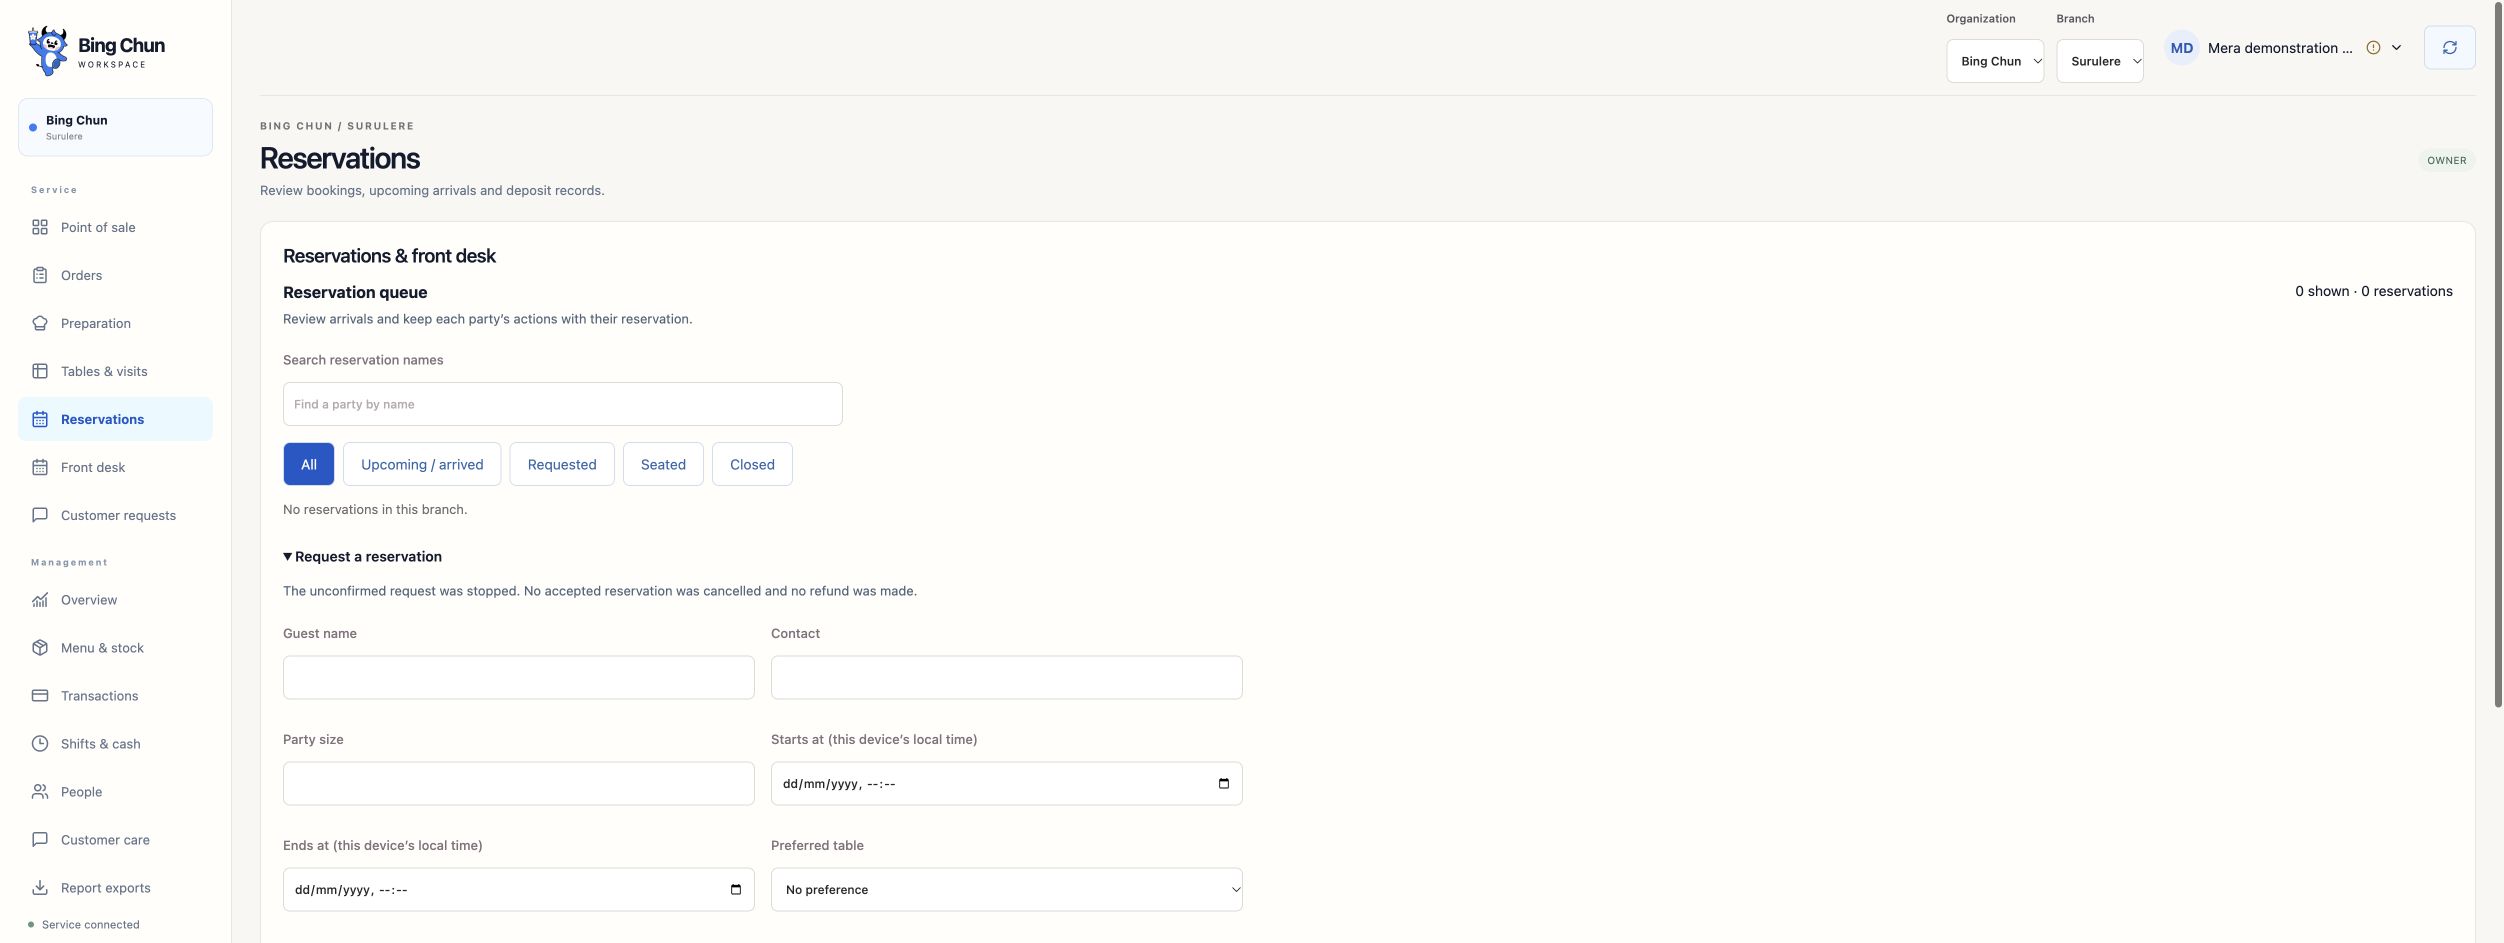 Bing Chun
WORKSPACE
Bing Chun
Surulere
Service
Point of sale
Orders
Preparation
Tables & visits
Reservations
Front desk
Customer requests
Management
Overview
Menu & stock
Transactions
Shifts & cash
People
Customer care
Report exports
Service connected
Organization
Branch
Bing Chun
Surulere
MD
Mera demonstration ...
BING CHUN / SURULERE
Reservations
Review bookings, upcoming arrivals and deposit records.
OWNER
Reservations & front desk
Reservation queue
0 shown · 0 reservations
Review arrivals and keep each party’s actions with their reservation.
Search reservation names
Find a party by name
All
Upcoming / arrived
Requested
Seated
Closed
No reservations in this branch.
Request a reservation
The unconfirmed request was stopped. No accepted reservation was cancelled and no refund was made.
Guest name
Contact
Party size
Starts at (this device’s local time)
dd/mm/yyyy, --:--
Ends at (this device’s local time)
Preferred table
dd/mm/yyyy, --:--
No preference